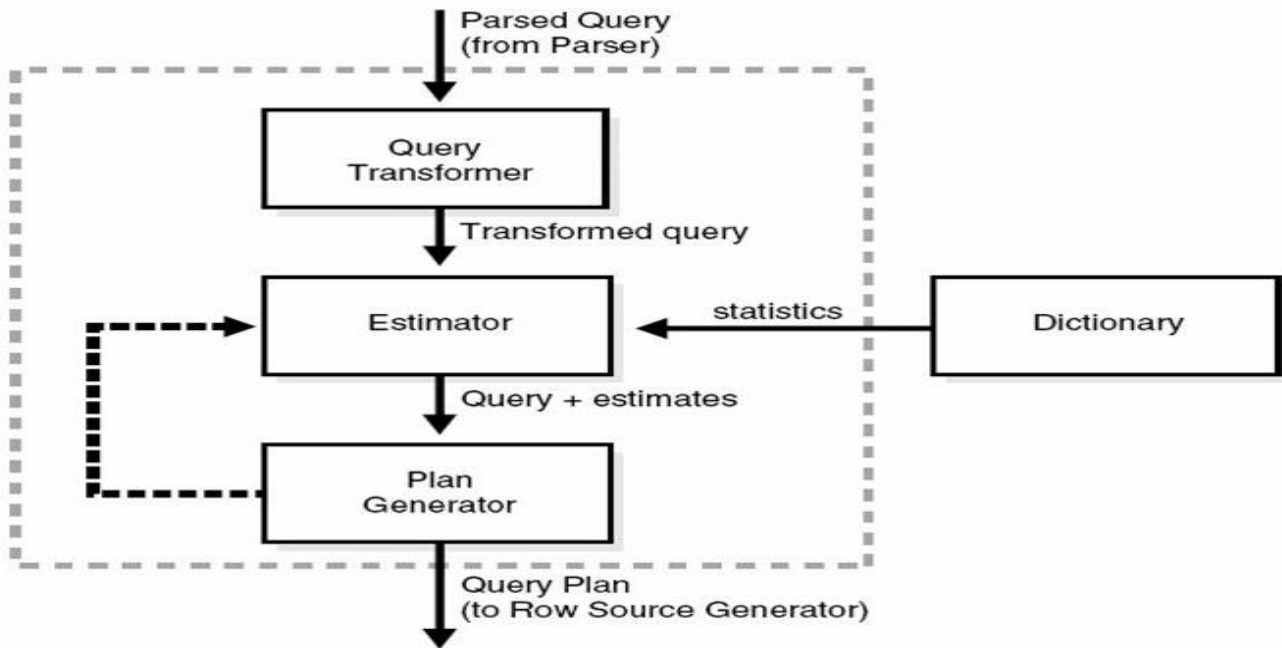 Parsed Query
(from Parser)
Query
Transformer
Transformed query
Estimator
statistics
Dictionary
Query + estimates
Plan
Generator
Query Plan
(to Row Source Generator)